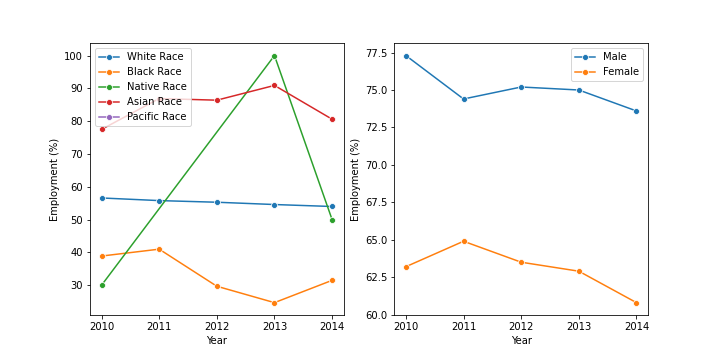 White Race
Black Race
Native Race
Asian Race
Pacific Race
100
90
80
70
60
50
40
30
Employment (%)
2010 2011 2012 2013 2014
Year
Male
Female
77.5
75.0
72.5
70.0
67.5
65.0
62.5
60.0
Employment (%)
2010 2011 2012 2013 2014
Year